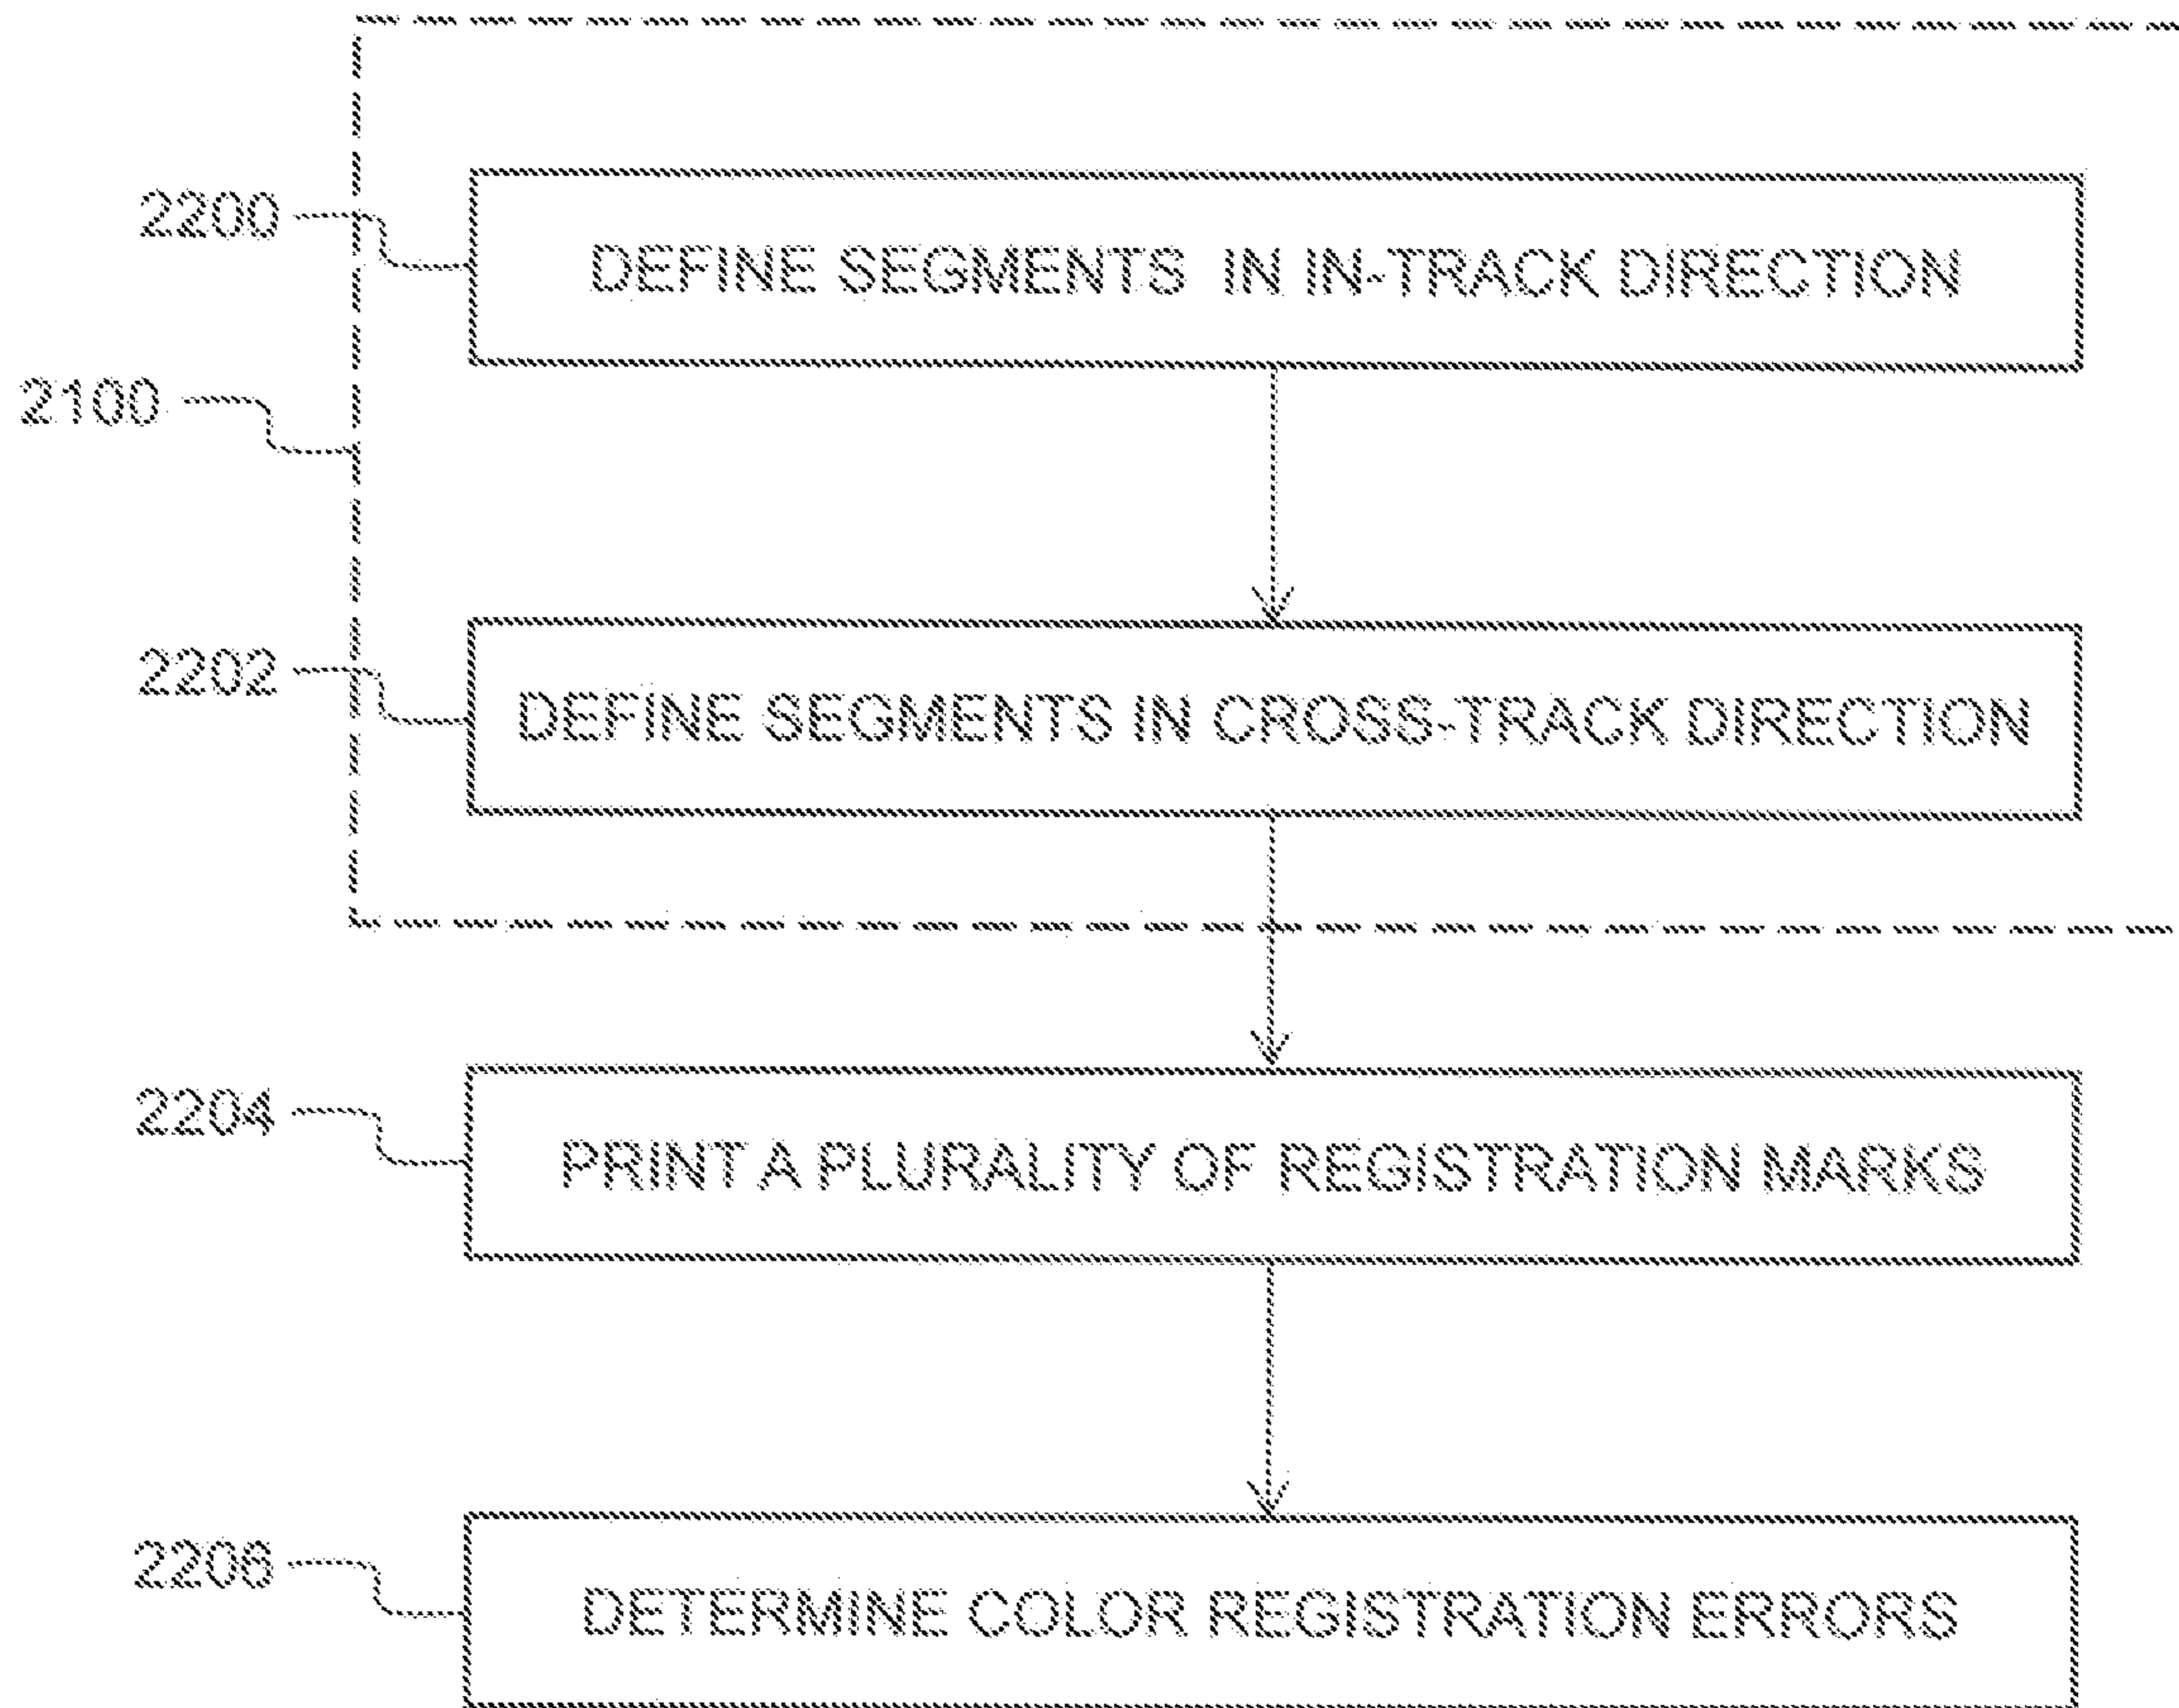 2200
DEFINE SEGMENTS IN IN-TRACK DIRECTION
2100
2202
DEFINE SEGMENTS IN CROSS-TRACK DIRECTION
2204
PRINT A PLURALITY OF REGISTRATION MARKS
2206
DETERMINE COLOR REGISTRATION ERRORS